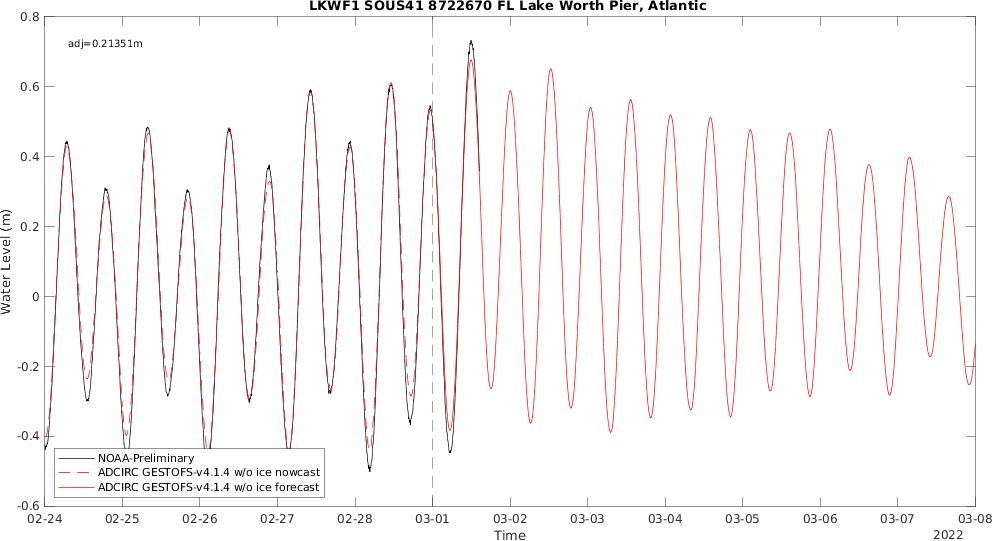 LKWF1 SOUS41 8722670 FL Lake Worth Pier, Atlantic
adj=0.21351m
0.8
0.6
0.4
0.2
0
-0.2
-0.4
-0.6
Water Level (m)
NOAA-Preliminary
ADCIRC GESTOFS-v4.1.4 w/o ice nowcast
ADCIRC GESTOFS-v4.1.4 w/o ice forecast
02-24 02-25 02-26 02-27 02-28 03-01 03-02 03-03 03-04 03-05 03-06 03-07 03-08
Time
2022